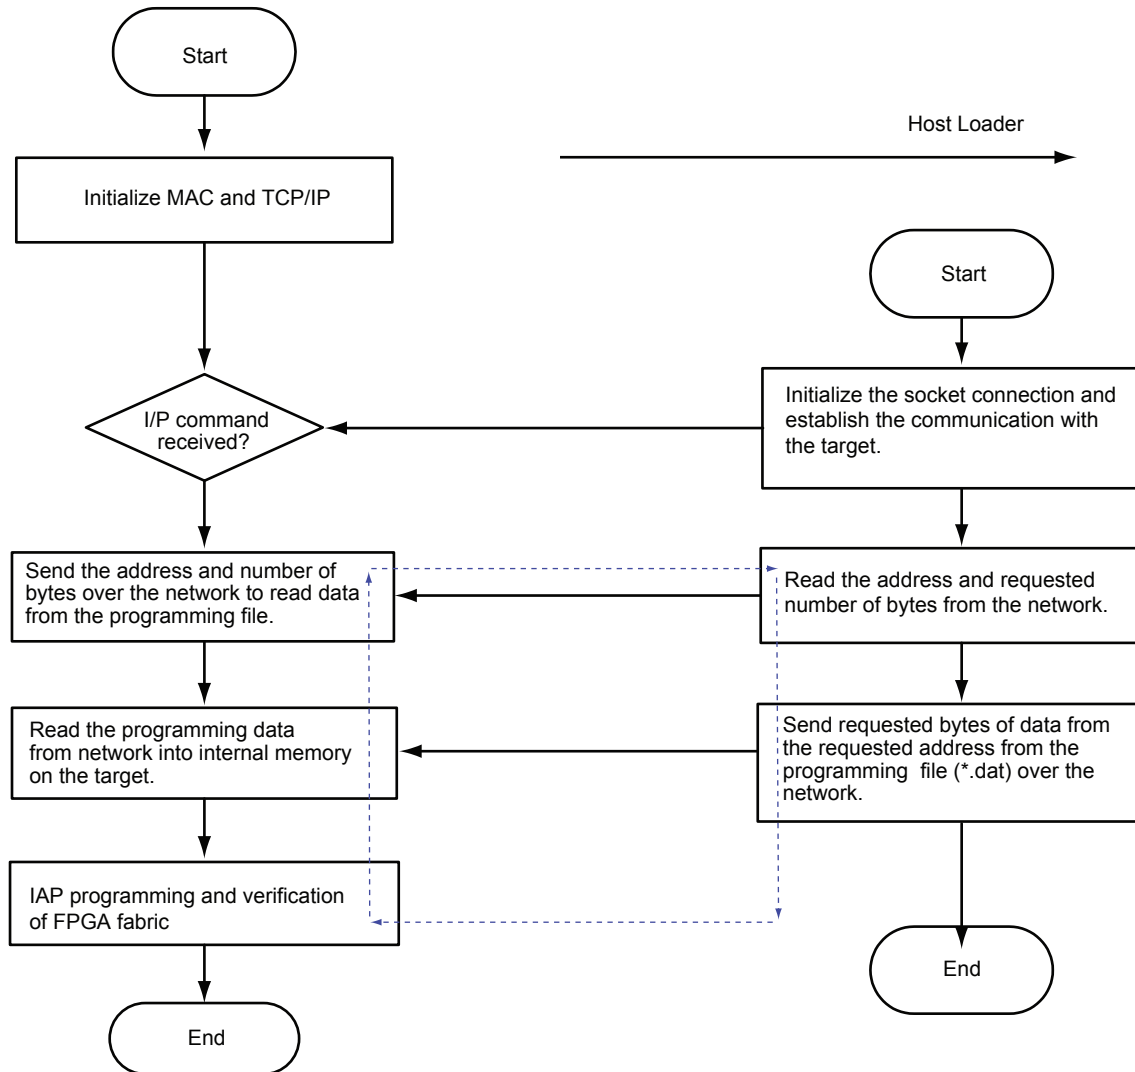 Start
Initialize MAC and TCP/IP
I/P command
received?
Send the address and number of
bytes over the network to read data
from the programming file.
Read the programming data
from network into internal memory
on the target.
IAP programming and verification
of FPGA fabric
End
Host Loader
Start
Initialize the socket connection and
establish the communication with
the target.
Read the address and requested
number of bytes from the network.
Send requested bytes of data from
the requested address from the
programming file (*.dat) over the
network.
End